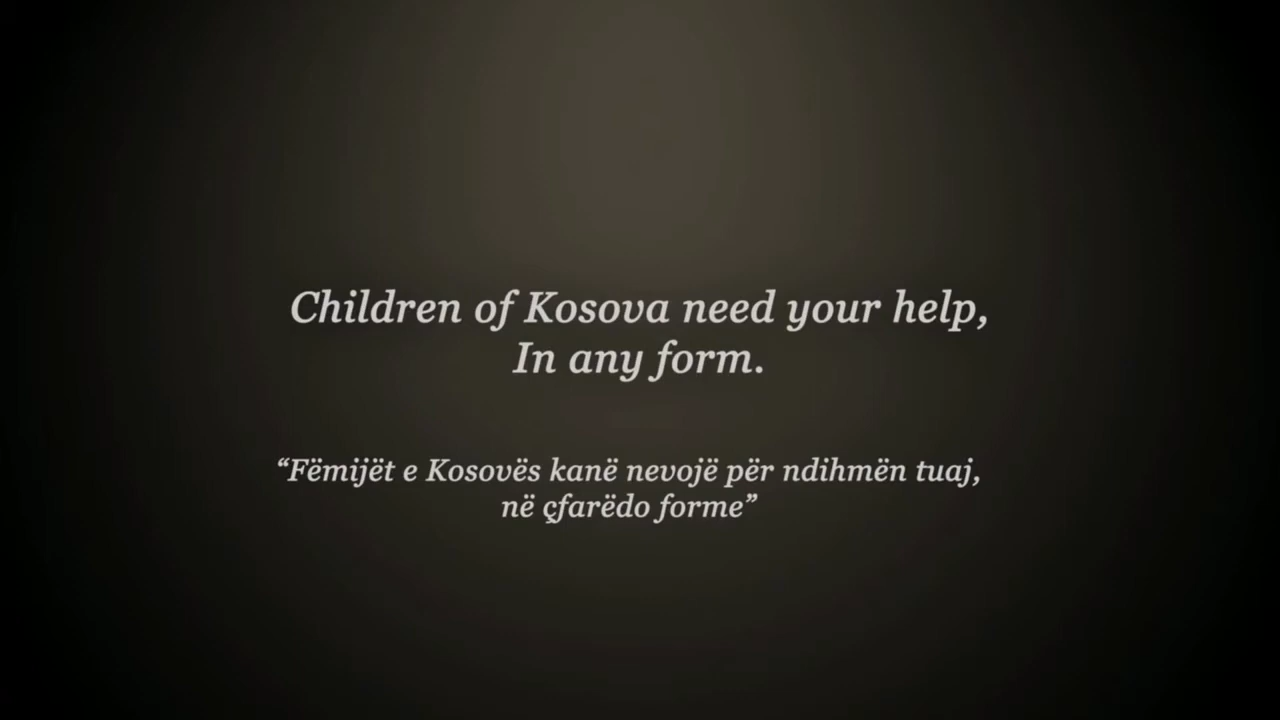 Children of Kosova need your help,
In any form.
“Fëmijët e Kosovës kanë nevojë për ndihmën tuaj,
në çfarëdo forme”